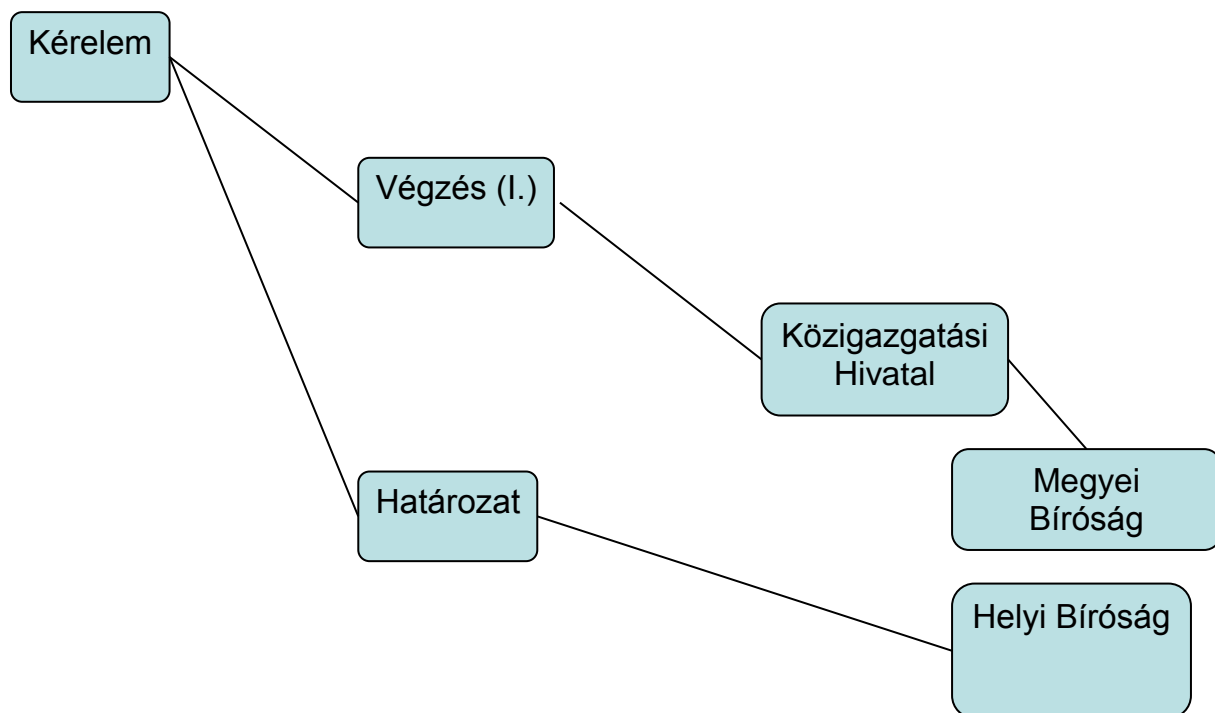 Kérelem
Végzés (I.)
Közigazgatási
Hivatal
Megyei
Bíróság
Határozat
Helyi Bíróság